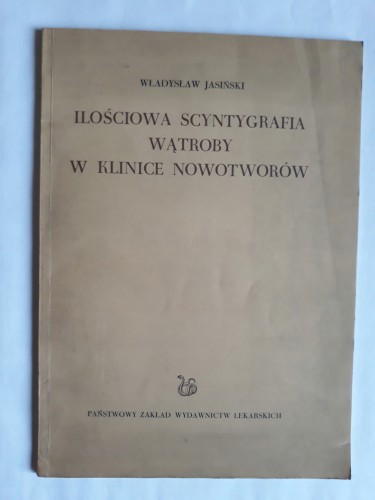 WŁADYSŁAW JASIŃSKI
ILOŚCIOWA SCYNTYGRAFIA
WĄTROBY
W KLINICE NOWOTWORÓW
PAŃSTWOWY ZAKŁAD WYDAWNICTW LEKARSKICH